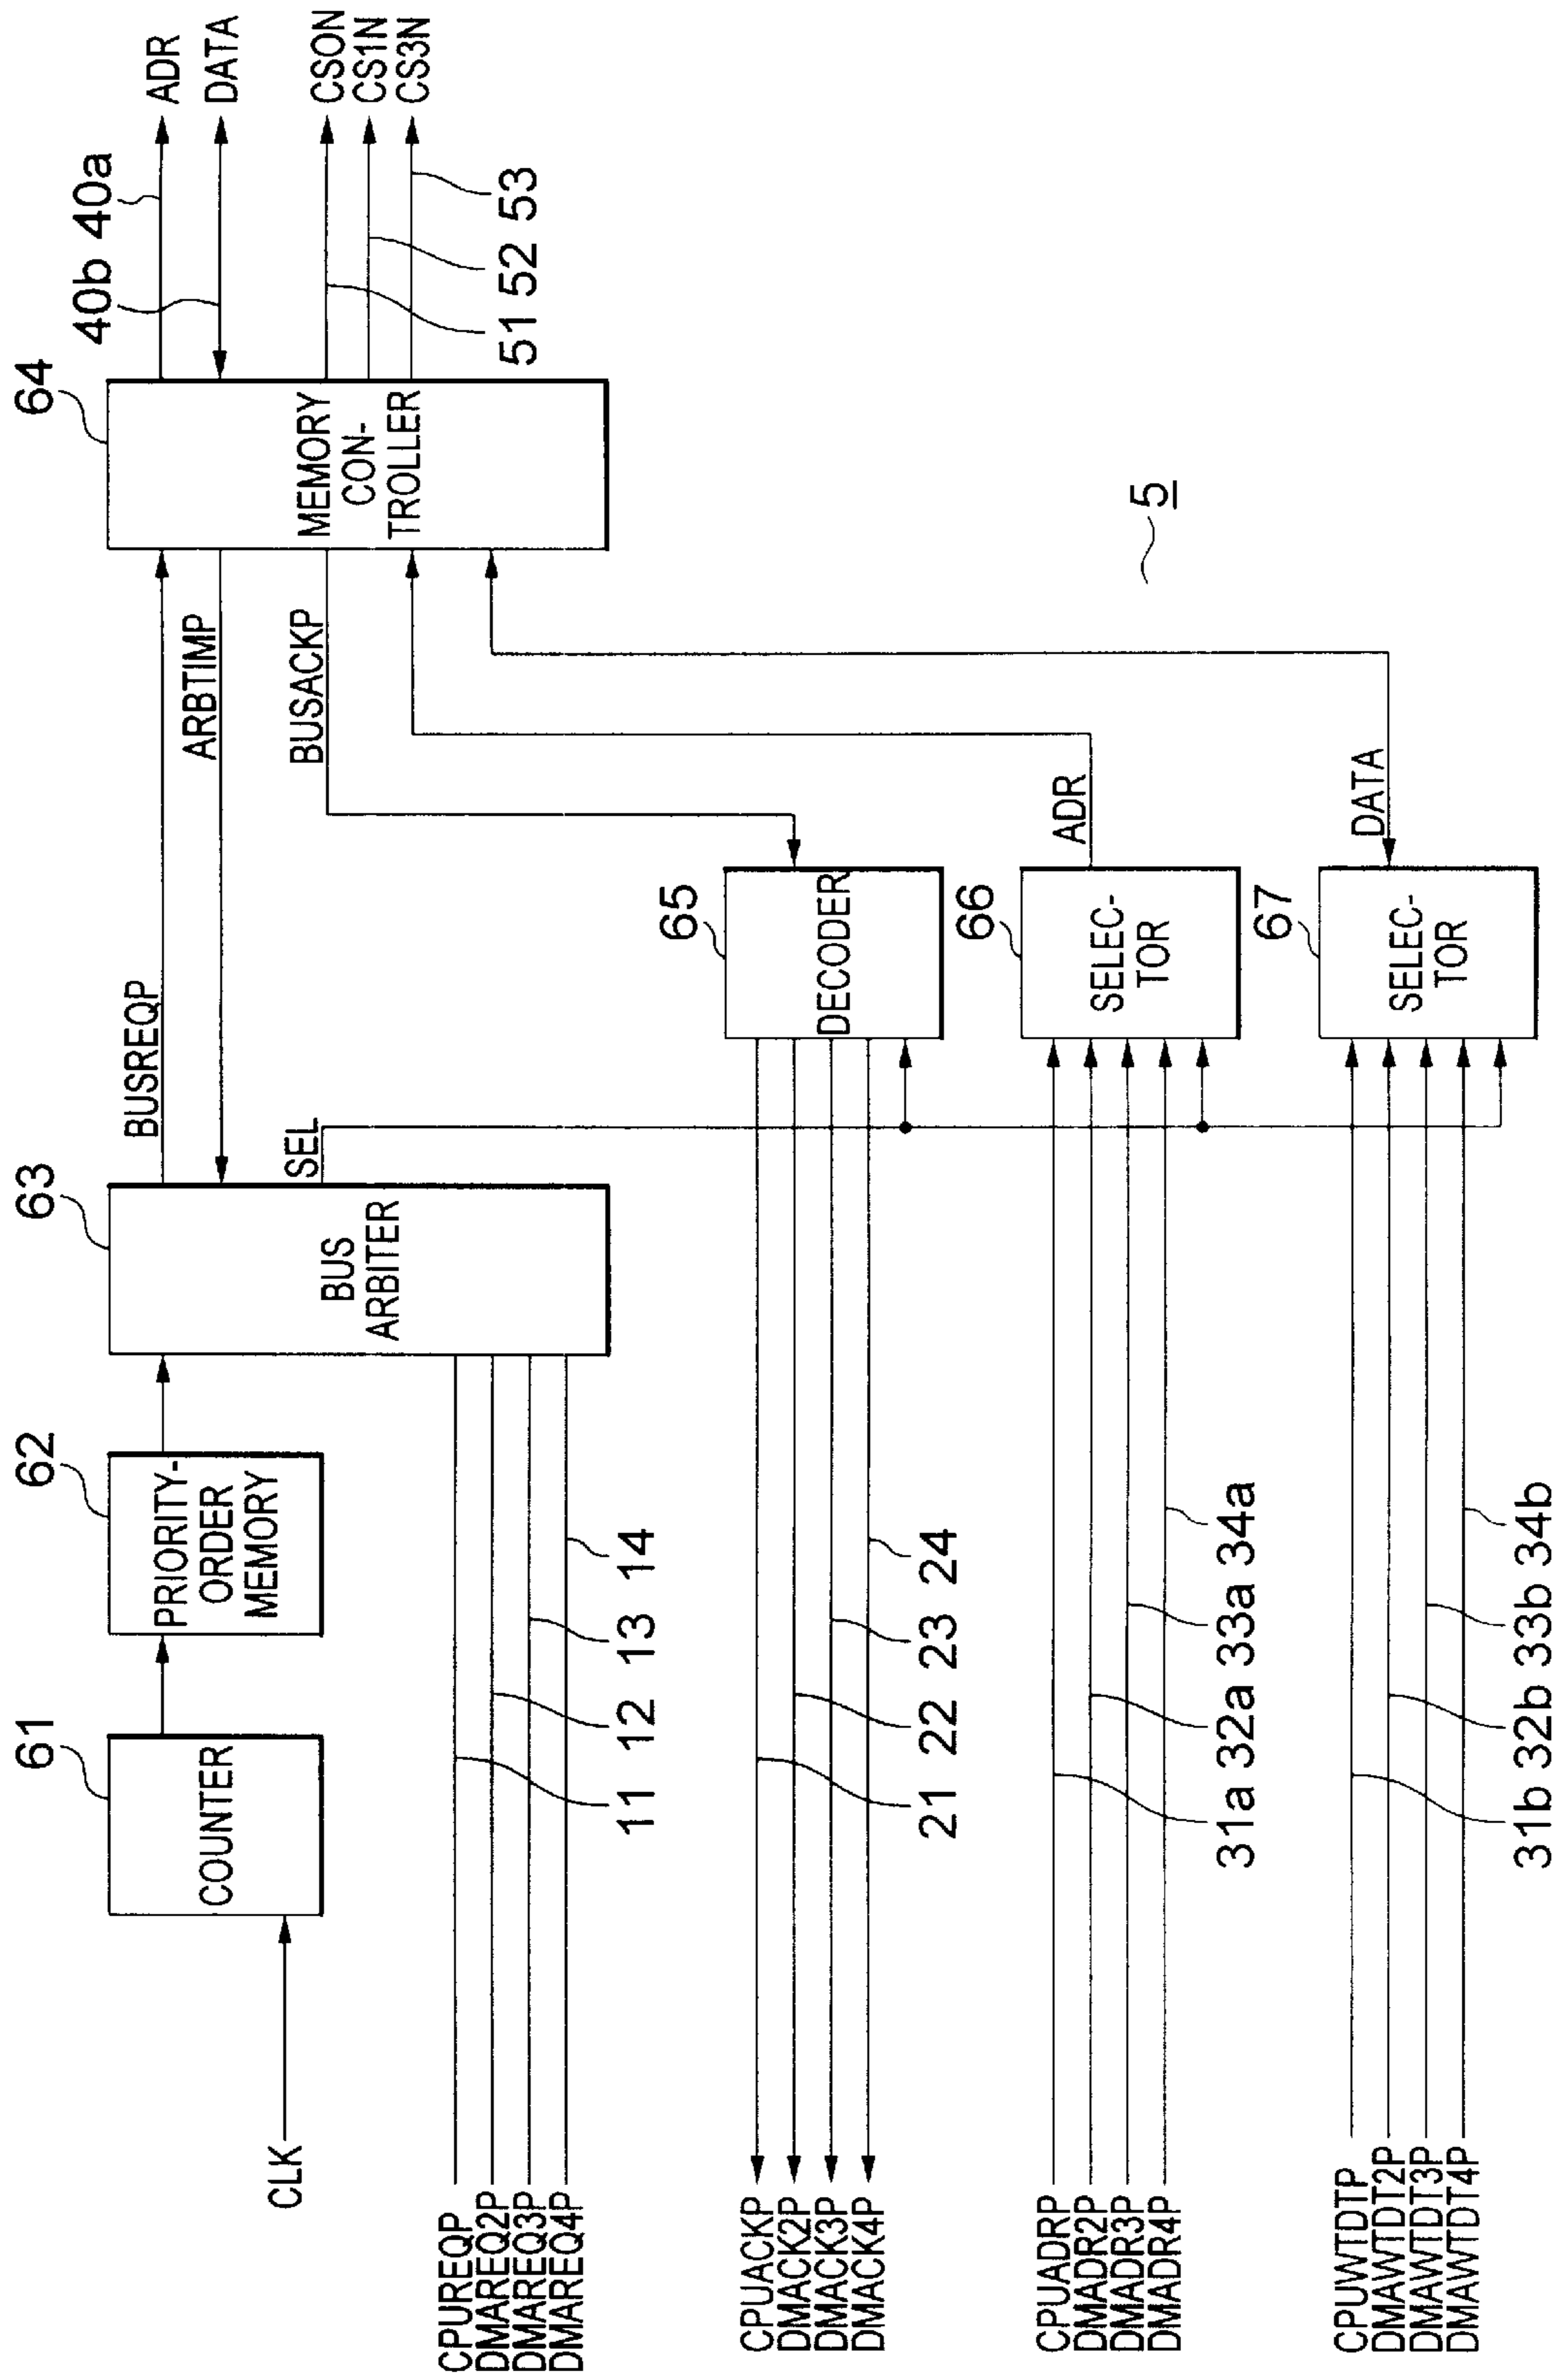 CLK
61
COUNTER
62
PRIORITY-
ORDER
MEMORY
63
BUS
ARBITER
BUSREQP
ARBTIMP
SEL
BUSACKP
64
MEMORY
CON-
TROLLER
40b 40a
ADR
DATA
CSON
CS1N
CS3N
51 52 53
CPUREQP
DMAREQ2P
DMAREQ3P
DMAREQ4P
11 12 13 14
CPUACKP
DMACK2P
DMACK3P
DMACK4P
21 22 23 24
65
DECODER
CPUADRP
DMADR2P
DMADR3P
DMADR4P
31a 32a 33a 34a
66
SELEC-
TOR
ADR
CPUWTDTP
DMAWTDT2P
DMAWTDT3P
DMAWTDT4P
31b 32b 33b 34b
67
SELEC-
TOR
DATA
5